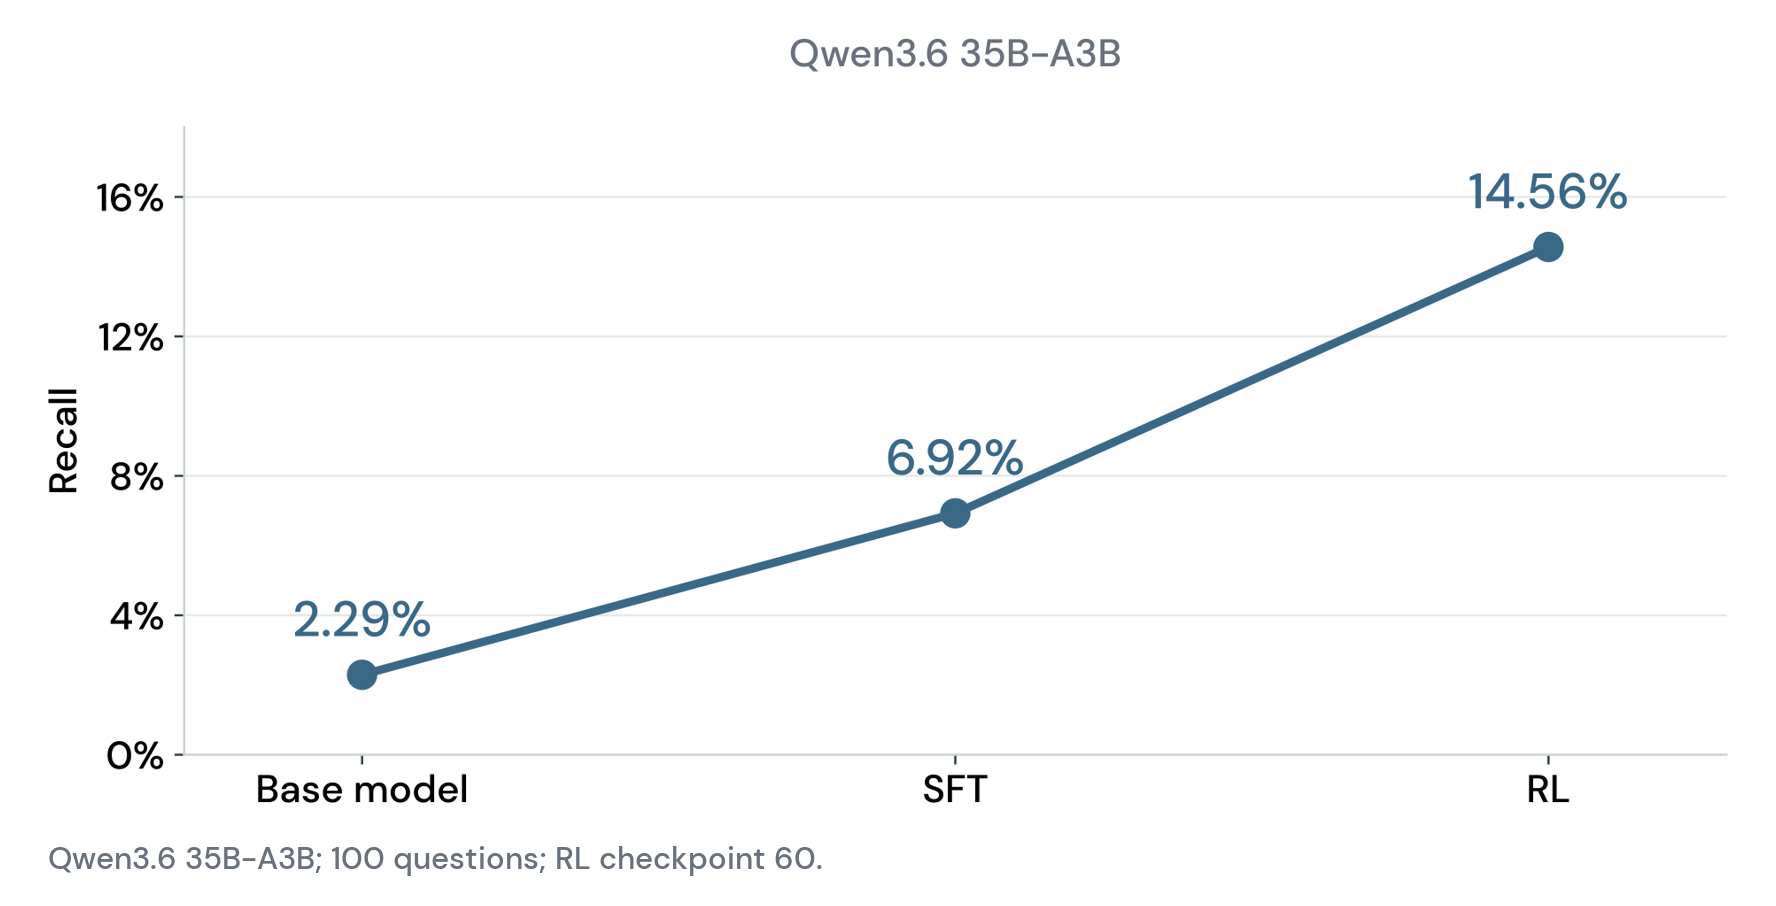 Qwen3.6 35B-A3B
16%
12%
8%
4%
0%
Recall
2.29%
6.92%
14.56%
Base model
SFT
RL
Qwen3.6 35B-A3B; 100 questions; RL checkpoint 60.